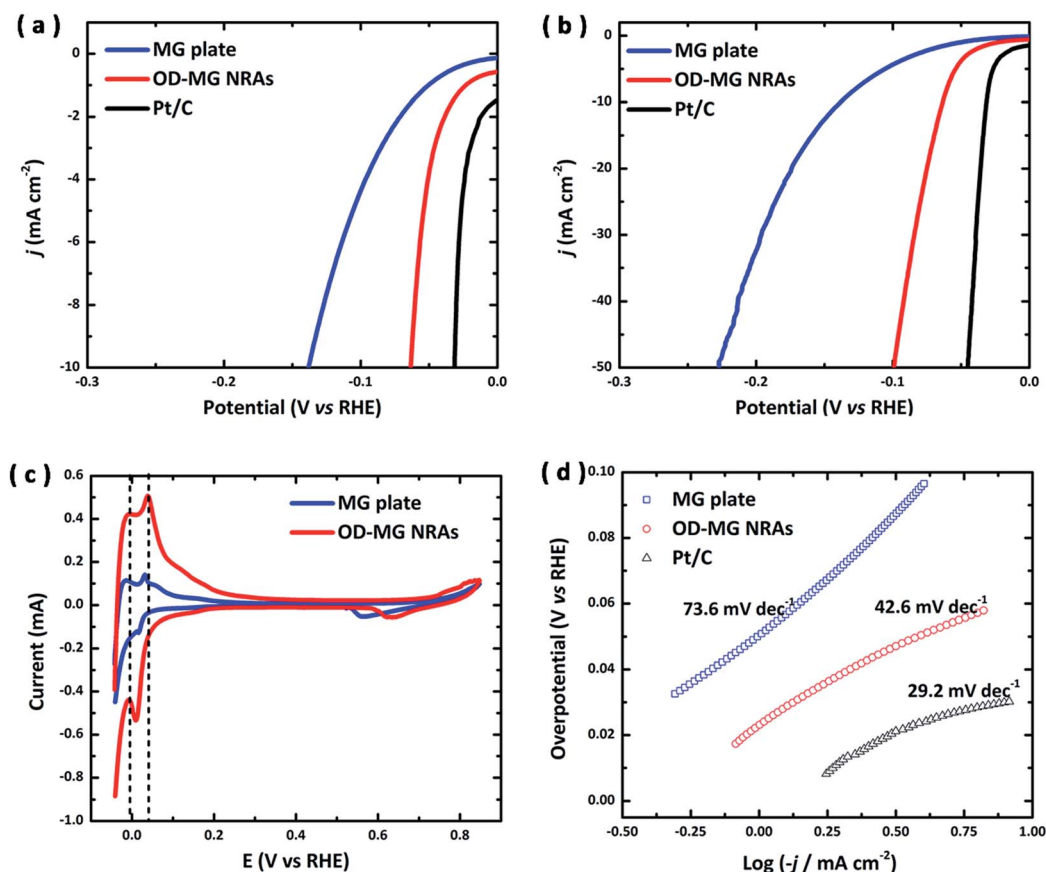 ( a )
MG plate
OD-MG NRAs
Pt/C
0
-2
-4
-6
-8
-10
j (mA cm-2)
-0.3
-0.2
-0.1
0.0
Potential (V vs RHE)
( b )
MG plate
OD-MG NRAs
Pt/C
0
-10
-20
-30
-40
-50
j (mA cm-2)
-0.3
-0.2
-0.1
0.0
Potential (V vs RHE)
( c )
MG plate
OD-MG NRAs
0.6
0.4
0.2
0.0
-0.2
-0.4
-0.6
-0.8
-1.0
Current (mA)
0.0
0.2
0.4
0.6
0.8
E (V vs RHE)
( d )
MG plate
OD-MG NRAs
Pt/C
73.6 mV dec-1
42.6 mV dec-1
29.2 mV dec-1
0.10
0.08
0.06
0.04
0.02
0.00
Overpotential (V vs RHE)
-0.50
-0.25
0.00
0.25
0.50
0.75
1.00
Log (-j / mA cm-2)